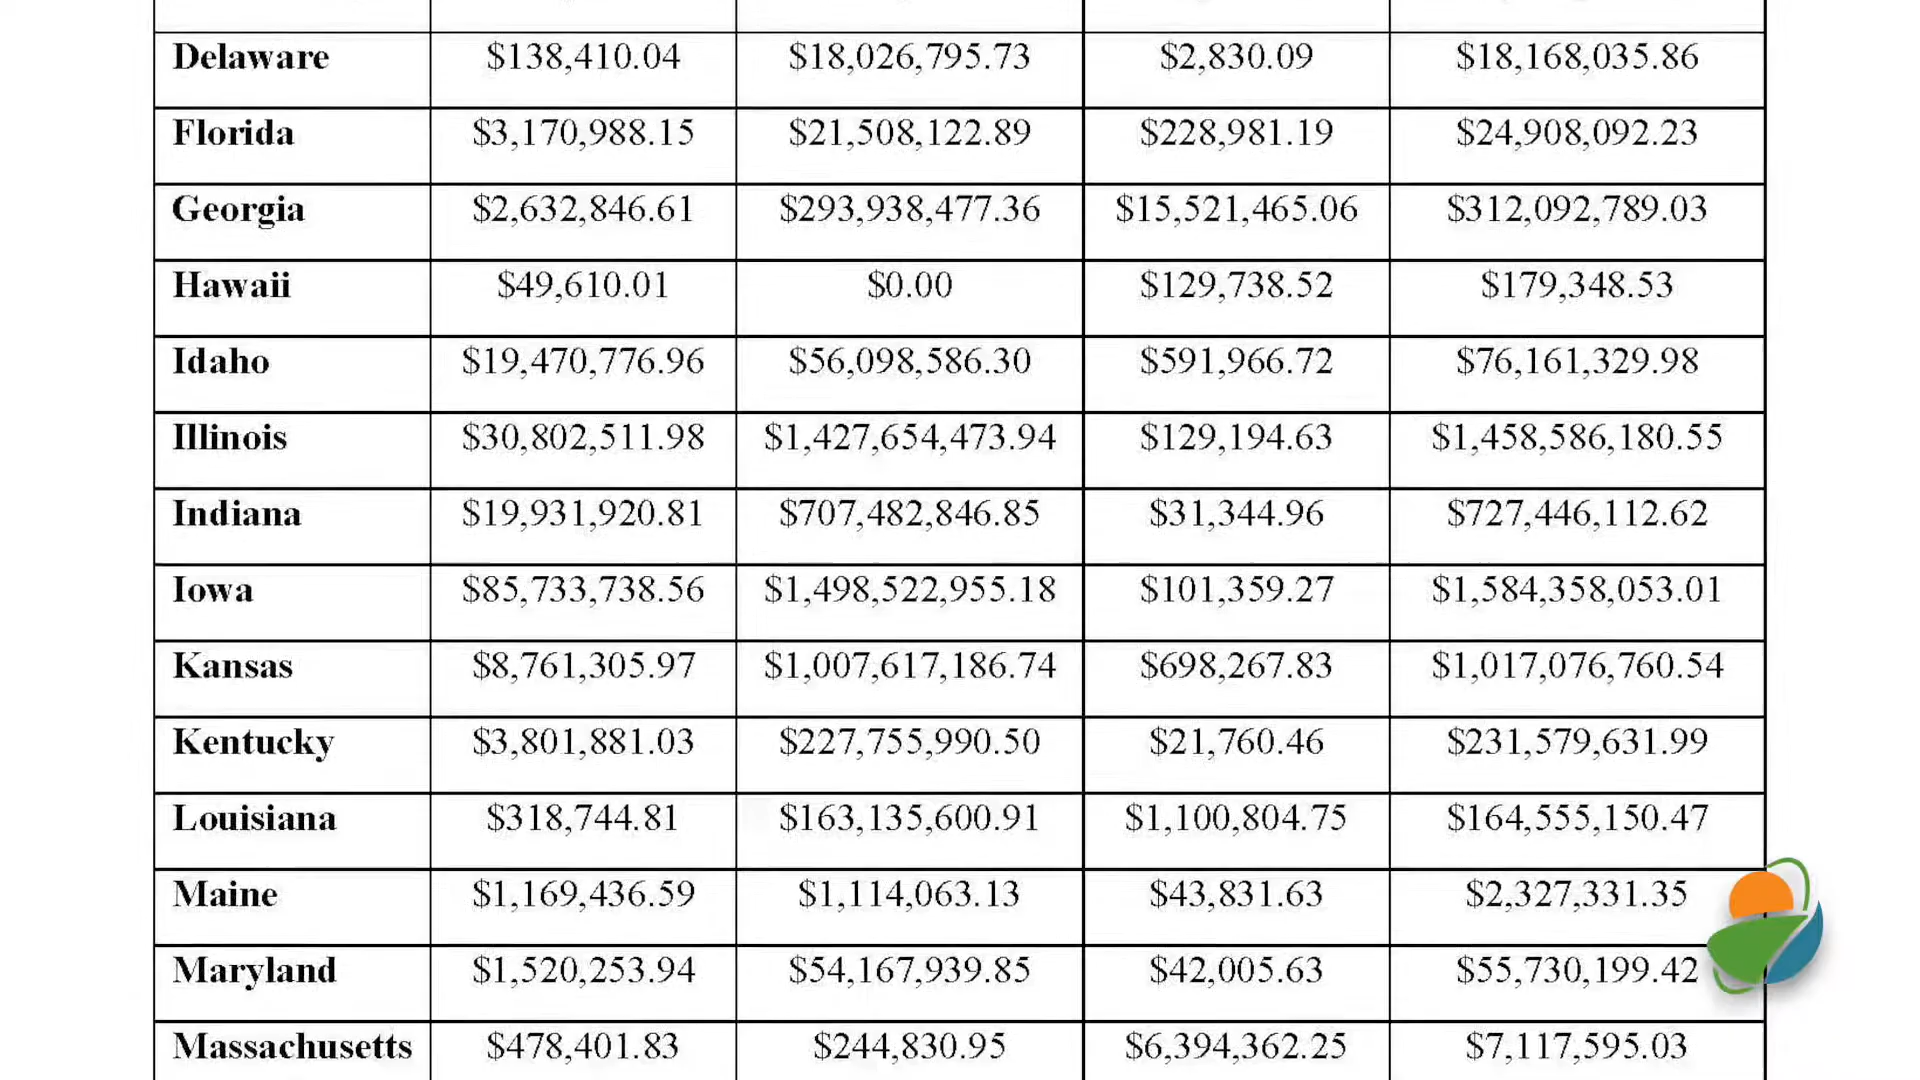 Delaware $138,410.04 $18,026,795.73 $2,830.09 $18,168,035.86
Florida $3,170,988.15 $21,508,122.89 $228,981.19 $24,908,092.23
Georgia $2,632,846.61 $293,938,477.36 $15,521,465.06 $312,092,789.03
Hawaii $49,610.01 $0.00 $129,738.52 $179,348.53
Idaho $19,470,776.96 $56,098,586.30 $591,966.72 $76,161,329.98
Illinois $30,802,511.98 $1,427,654,473.94 $129,194.63 $1,458,586,180.55
Indiana $19,931,920.81 $707,482,846.85 $31,344.96 $727,446,112.62
Iowa $85,733,738.56 $1,498,522,955.18 $101,359.27 $1,584,358,053.01
Kansas $8,761,305.97 $1,007,617,186.74 $698,267.83 $1,017,076,760.54
Kentucky $3,801,881.03 $227,755,990.50 $21,760.46 $231,579,631.99
Louisiana $318,744.81 $163,135,600.91 $1,100,804.75 $164,555,150.47
Maine $1,169,436.59 $1,114,063.13 $43,831.63 $2,327,331.35
Maryland $1,520,253.94 $54,167,939.85 $42,005.63 $55,730,199.42
Massachusetts $478,401.83 $244,830.95 $6,394,362.25 $7,117,595.03